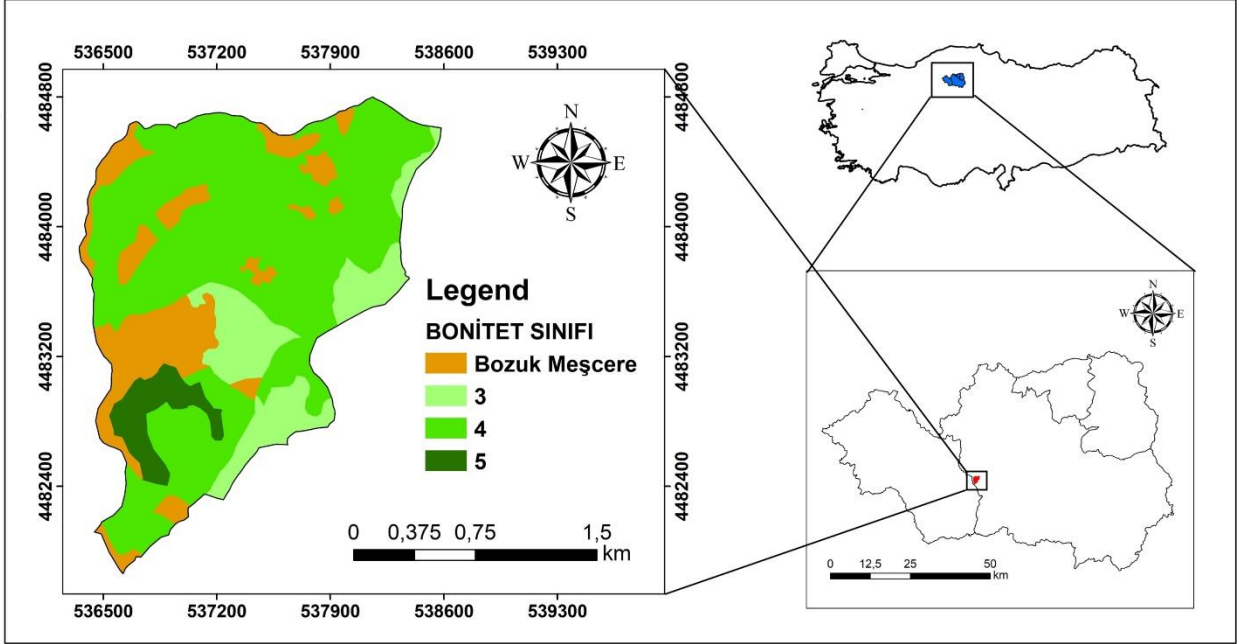 536500 537200 537900 538600 539300
4484800
4484000
4483200
4482400
N
W E
S
Legend
BONİTET SINIFI
Bozuk Meşcere
3
4
5
0 0,375 0,75 1,5
km
4484800
4484000
4483200
4482400
536500 537200 537900 538600 539300
N
W E
S
0 12,5 25 50
km